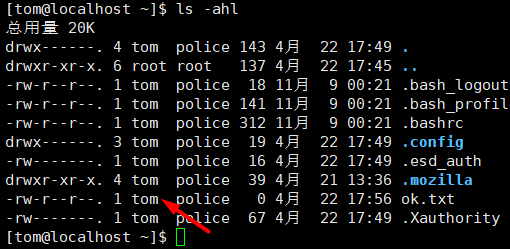 [tom@localhost ~]$ ls -ahl
总用量 20K
drwx------. 4 tom  police 143 4月  22 17:49 .
drwxr-xr-x. 6 root root   137 4月  22 17:45 ..
-rw-r--r--. 1 tom  police  18 11月  9 00:21 .bash_logout
-rw-r--r--. 1 tom  police 141 11月  9 00:21 .bash_profil
-rw-r--r--. 1 tom  police 312 11月  9 00:21 .bashrc
drwx------. 3 tom  police  19 4月  22 17:49 .config
-rw-------. 1 tom  police  16 4月  22 17:49 .esd_auth
drwxr-xr-x. 4 tom  police  39 4月  21 13:36 .mozilla
-rw-r--r--. 1 tom  police   0 4月  22 17:56 ok.txt
-rw-------. 1 tom  police  67 4月  22 17:49 .Xauthority
[tom@localhost ~]$